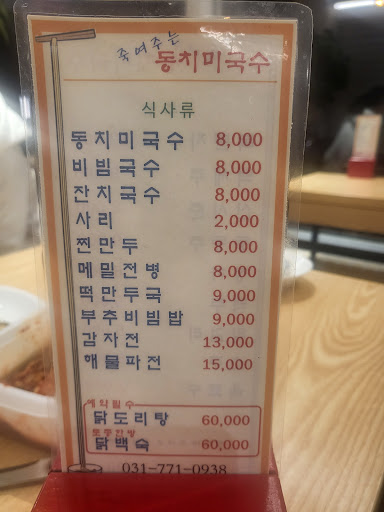 죽여주는
동치미국수
식사류
동치미국수 8,000
비빔국수 8,000
잔치국수 8,000
사리 2,000
찐만두 8,000
메밀전병 8,000
떡만두국 9,000
부추비빔밥 9,000
감자전 13,000
해물파전 15,000
예약필수
닭도리탕 60,000
토종한방
닭백숙 60,000
031-771-0938